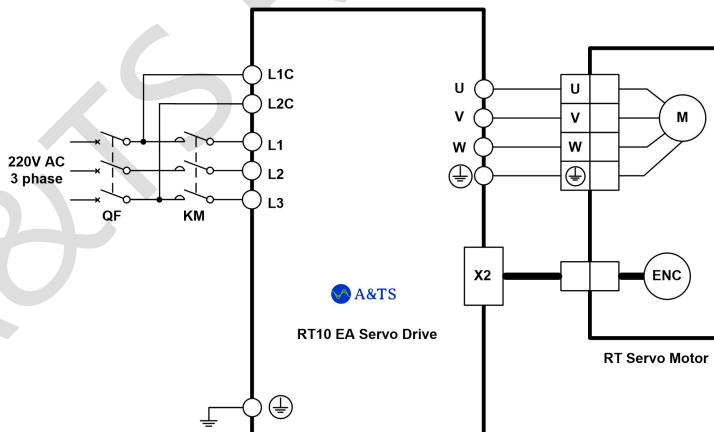 L1C
L2C
L1
L2
L3
220V AC
3 phase
QF
KM
U
V
W
U
V
W
M
X2
ENC
A&TS
RT10 EA Servo Drive
RT Servo Motor
A&TS